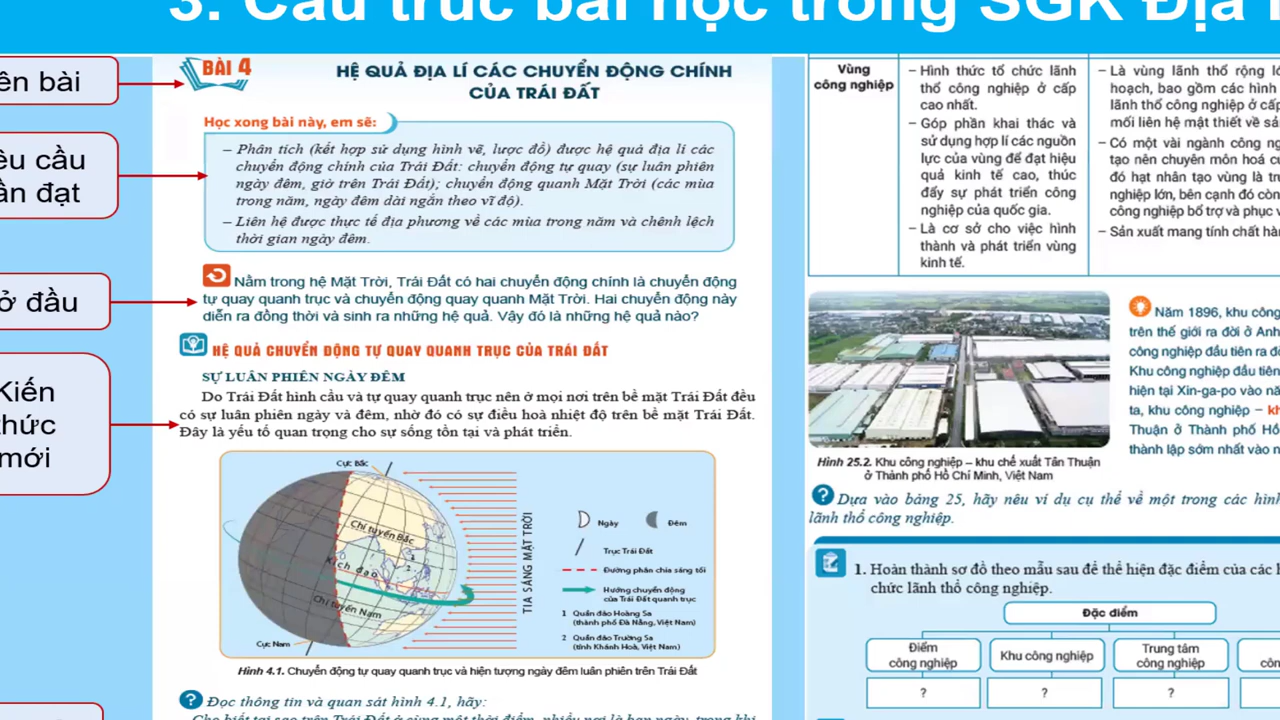 3. Cấu trúc bài học trong SGK Địa
bài
cầu
đạt
đầu
Kiến
thức
mới
BÀI 4
HỆ QUẢ ĐỊA LÍ CÁC CHUYỂN ĐỘNG CHÍNH
CỦA TRÁI ĐẤT
Học xong bài này, em sẽ:
– Phân tích (kết hợp sử dụng hình vẽ, lược đồ) được hệ quả địa lí các
chuyển động chính của Trái Đất: chuyển động tự quay (sự luân phiên
ngày đêm, giờ trên Trái Đất); chuyển động quanh Mặt Trời (các mùa
trong năm, ngày đêm dài ngắn theo vĩ độ).
– Liên hệ được thực tế địa phương về các mùa trong năm và chênh lệch
thời gian ngày đêm.
Nằm trong hệ Mặt Trời, Trái Đất có hai chuyển động chính là chuyển động
tự quay quanh trục và chuyển động quay quanh Mặt Trời. Hai chuyển động này
diễn ra đồng thời và sinh ra những hệ quả. Vậy đó là những hệ quả nào?
HỆ QUẢ CHUYỂN ĐỘNG TỰ QUAY QUANH TRỤC CỦA TRÁI ĐẤT
SỰ LUÂN PHIÊN NGÀY ĐÊM
Do Trái Đất hình cầu và tự quay quanh trục nên ở mọi nơi trên bề mặt Trái Đất đều
có sự luân phiên ngày và đêm, nhờ đó có sự điều hoà nhiệt độ trên bề mặt Trái Đất.
Đây là yếu tố quan trọng cho sự sống tồn tại và phát triển.
Cực Bắc
Chí tuyến Bắc
Xích đạo
Chí tuyến Nam
Cực Nam
TIA SÁNG MẶT TRỜI
Ngày
Đêm
Trục Trái Đất
Đường phân chia sáng tối
Hướng chuyển động
của Trái Đất quanh trục
1 Quần đảo Hoàng Sa
(thành phố Đà Nẵng, Việt Nam)
2 Quần đảo Trường Sa
(tỉnh Khánh Hoà, Việt Nam)
Hình 4.1. Chuyển động tự quay quanh trục và hiện tượng ngày đêm luân phiên trên Trái Đất
? Đọc thông tin và quan sát hình 4.1, hãy:
Cho biết tại sao trên Trái Đất ở cùng một thời điểm, nhiều nơi là ban ngày, trong khi
Vùng
công nghiệp
– Hình thức tổ chức lãnh
thổ công nghiệp ở cấp
cao nhất.
– Góp phần khai thác và
sử dụng hợp lí các nguồn
lực của vùng để đạt hiệu
quả kinh tế cao, thúc
đẩy sự phát triển công
nghiệp của quốc gia.
– Là cơ sở cho việc hình
thành và phát triển vùng
kinh tế.
– Là vùng lãnh thổ rộng
hoạch, bao gồm các hình
lãnh thổ công nghiệp ở cấp
mối liên hệ mật thiết về
– Có một vài ngành công
tạo nên chuyên môn hoá
đó hạt nhân tạo vùng là
nghiệp lớn, bên cạnh đó còn
công nghiệp bổ trợ và phục
– Sản xuất mang tính chất
Hình 25.2. Khu công nghiệp – khu chế xuất Tân Thuận
ở Thành phố Hồ Chí Minh, Việt Nam
Năm 1896, khu công
trên thế giới ra đời ở Anh
công nghiệp đầu tiên ra
Khu công nghiệp đầu tiên
hiện tại Xin-ga-po vào
ta, khu công nghiệp –
Thuận ở Thành phố
thành lập sớm nhất vào
? Dựa vào bảng 25, hãy nêu ví dụ cụ thể về một trong các
lãnh thổ công nghiệp.
1. Hoàn thành sơ đồ theo mẫu sau để thể hiện đặc điểm của các
chức lãnh thổ công nghiệp.
Đặc điểm
Điểm
công nghiệp
Khu công nghiệp
Trung tâm
công nghiệp
?
?
?